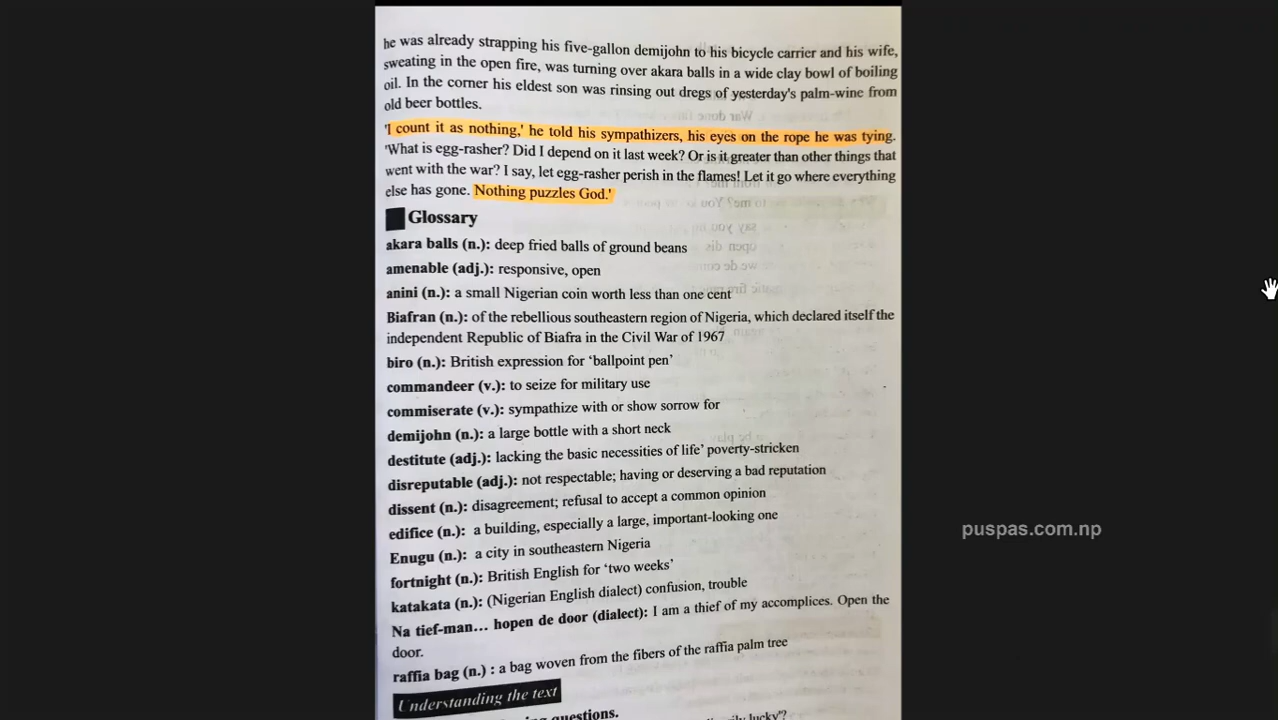 he was already strapping his five-gallon demijohn to his bicycle carrier and his wife,
sweating in the open fire, was turning over akara balls in a wide clay bowl of boiling
oil. In the corner his eldest son was rinsing out dregs of yesterday's palm-wine from
old beer bottles.
'I count it as nothing,' he told his sympathizers, his eyes on the rope he was tying.
'What is egg-rasher? Did I depend on it last week? Or is it greater than other things that
went with the war? I say, let egg-rasher perish in the flames! Let it go where everything
else has gone. Nothing puzzles God.'
Glossary
akara balls (n.): deep fried balls of ground beans
amenable (adj.): responsive, open
anini (n.): a small Nigerian coin worth less than one cent
Biafran (n.): of the rebellious southeastern region of Nigeria, which declared itself the
independent Republic of Biafra in the Civil War of 1967
biro (n.): British expression for ‘ballpoint pen’
commandeer (v.): to seize for military use
commiserate (v.): sympathize with or show sorrow for
demijohn (n.): a large bottle with a short neck
destitute (adj.): lacking the basic necessities of life’ poverty-stricken
disreputable (adj.): not respectable; having or deserving a bad reputation
dissent (n.): disagreement; refusal to accept a common opinion
edifice (n.): a building, especially a large, important-looking one
Enugu (n.): a city in southeastern Nigeria
fortnight (n.): British English for ‘two weeks’
katakata (n.): (Nigerian English dialect) confusion, trouble
Na tief-man... hopen de door (dialect): I am a thief of my accomplices. Open the
door.
raffia bag (n.) : a bag woven from the fibers of the raffia palm tree
Understanding the text
questions.
lucky"?
puspas.com.np